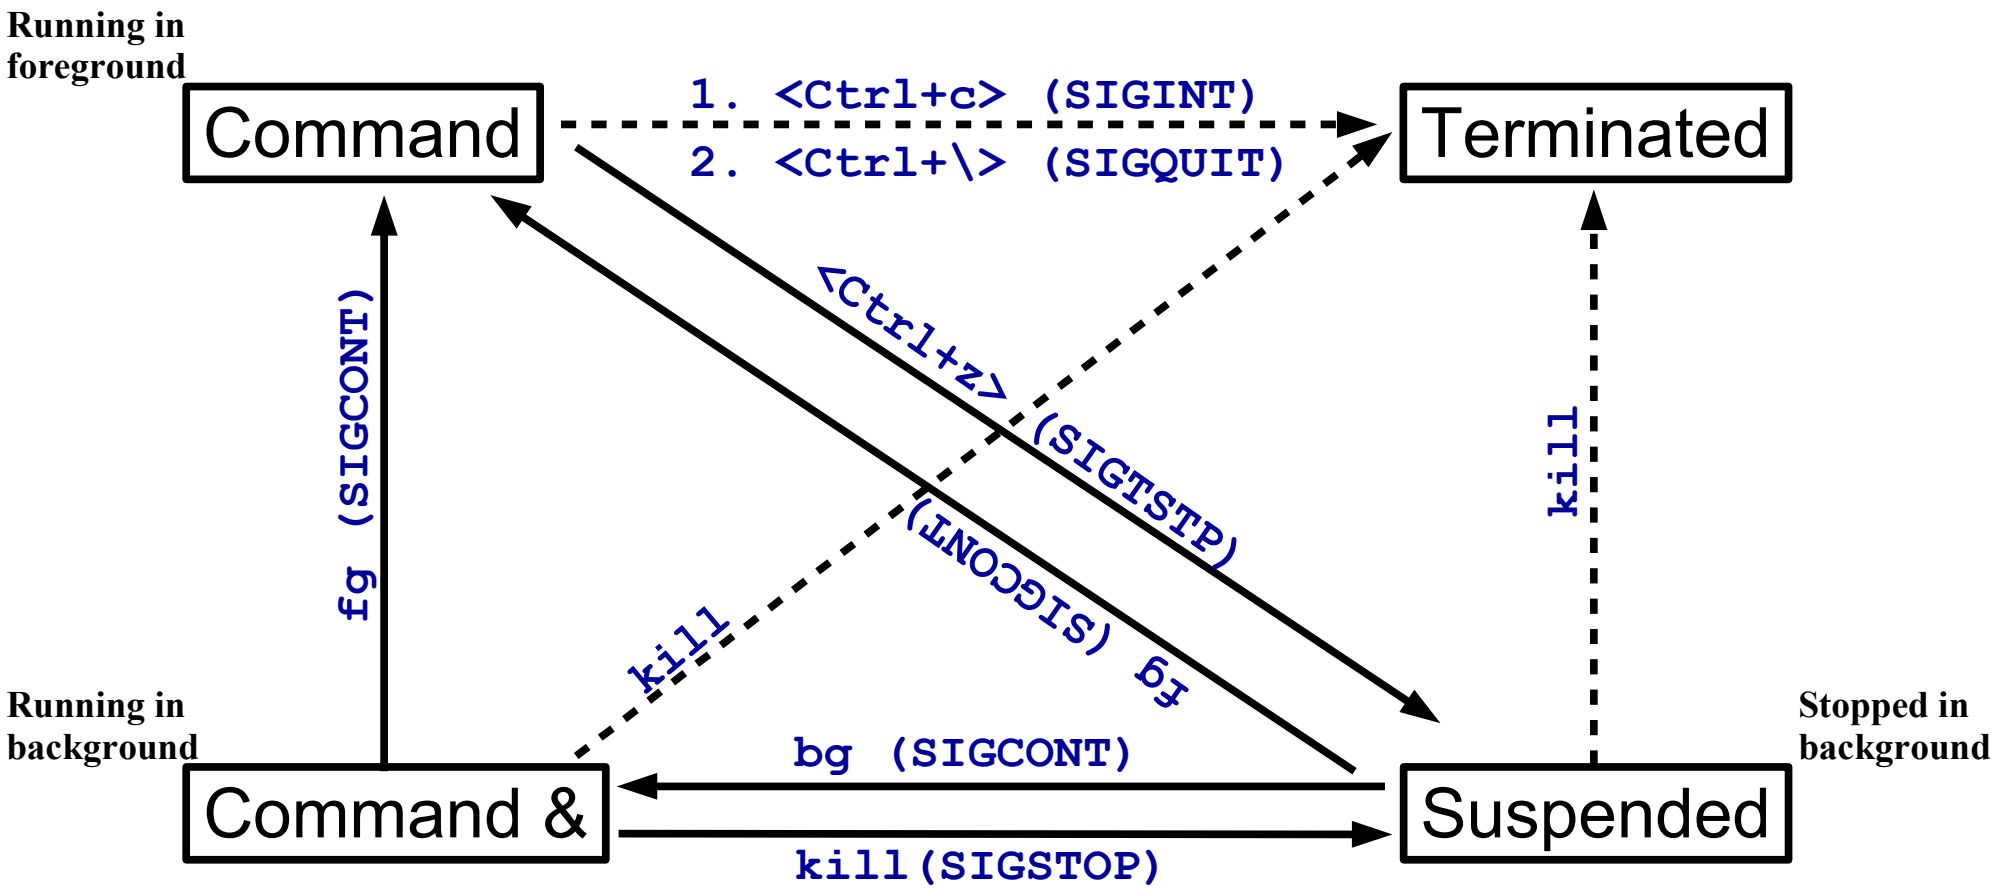 Running in
foreground
Command
1. <Ctrl+c> (SIGINT)
2. <Ctrl+\> (SIGQUIT)
Terminated
<Ctrl+z> (SIGTSTP)
fg (SIGCONT)
fg (SIGCONT)
kill
kill
Running in
background
Stopped in
background
bg (SIGCONT)
Command &
Suspended
kill(SIGSTOP)